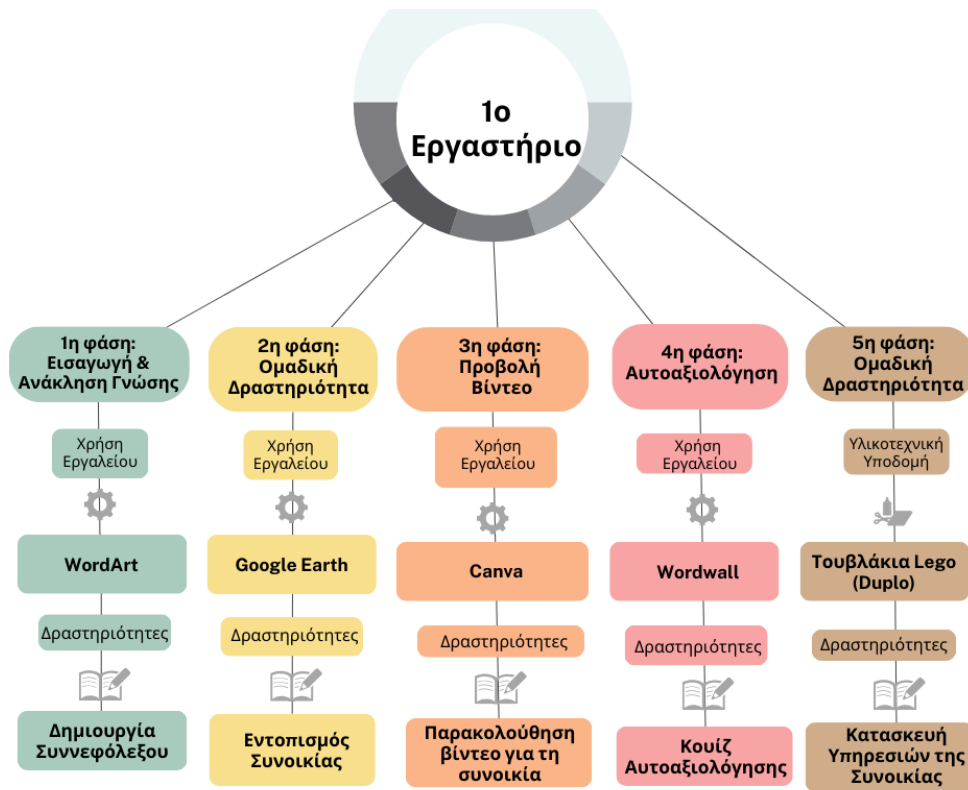 1ο
Εργαστήριο
1η φάση:
Εισαγωγή &
Ανάκληση Γνώσης
Χρήση
Εργαλείου
WordArt
Δραστηριότητες
Δημιουργία
Συννεφόλεξου
2η φάση:
Ομαδική
Δραστηριότητα
Χρήση
Εργαλείου
Google Earth
Δραστηριότητες
Εντοπισμός
Συνοικίας
3η φάση:
Προβολή
Βίντεο
Χρήση
Εργαλείου
Canva
Δραστηριότητες
Παρακολούθηση
βίντεο για τη
συνοικία
4η φάση:
Αυτοαξιολόγηση
Χρήση
Εργαλείου
Wordwall
Δραστηριότητες
Κουίζ
Αυτοαξιολόγησης
5η φάση:
Ομαδική
Δραστηριότητα
Υλικοτεχνική
Υποδομή
Τουβλάκια Lego
(Duplo)
Δραστηριότητες
Κατασκευή
Υπηρεσιών της
Συνοικίας